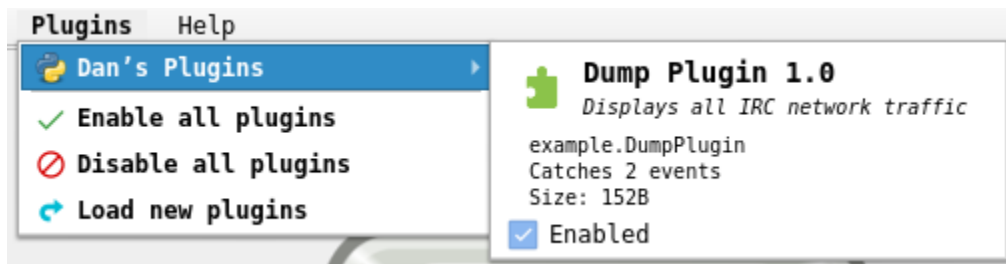 Plugins Help
Dan’s Plugins
Enable all plugins
Disable all plugins
Load new plugins
Dump Plugin 1.0
Displays all IRC network traffic
example.DumpPlugin
Catches 2 events
Size: 152B
Enabled